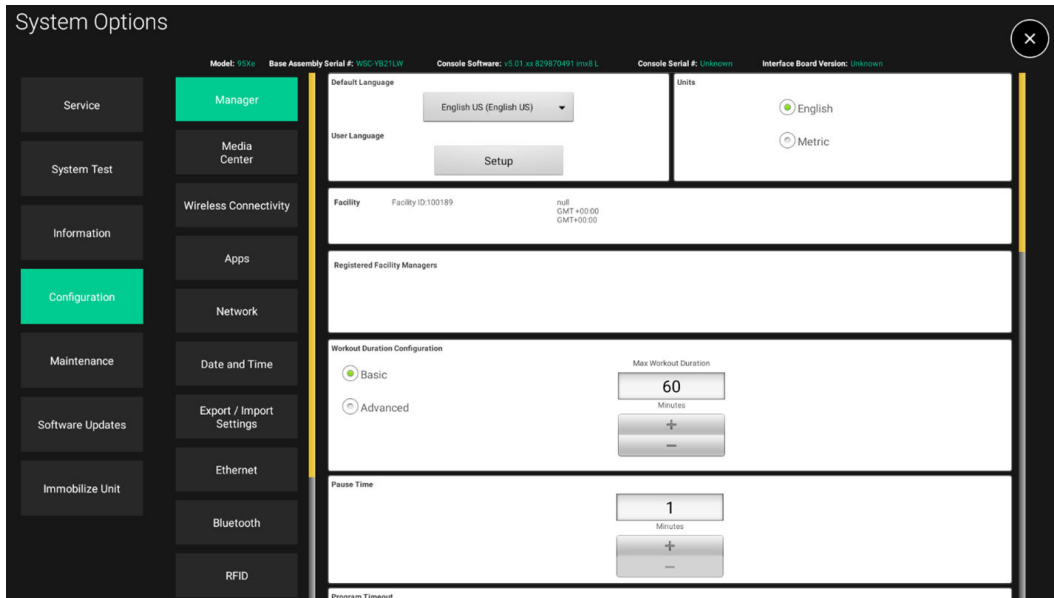 System Options
Model: 95Xe Base Assembly Serial #: WSC-YB21LW Console Software: v5.01.xx 829870491 imx8 L Console Serial #: Unknown Interface Board Version: Unknown
Service
System Test
Information
Configuration
Maintenance
Software Updates
Immobilize Unit
Manager
Media
Center
Wireless Connectivity
Apps
Network
Date and Time
Export / Import
Settings
Ethernet
Bluetooth
RFID
Default Language
English US (English US)
User Language
Setup
Units
English
Metric
Facility Facility ID:100189 null
GMT +00:00
GMT+00:00
Registered Facility Managers
Workout Duration Configuration
Basic
Advanced
Max Workout Duration
60
Minutes
+
−
Pause Time
1
Minutes
+
−
Program Timeout